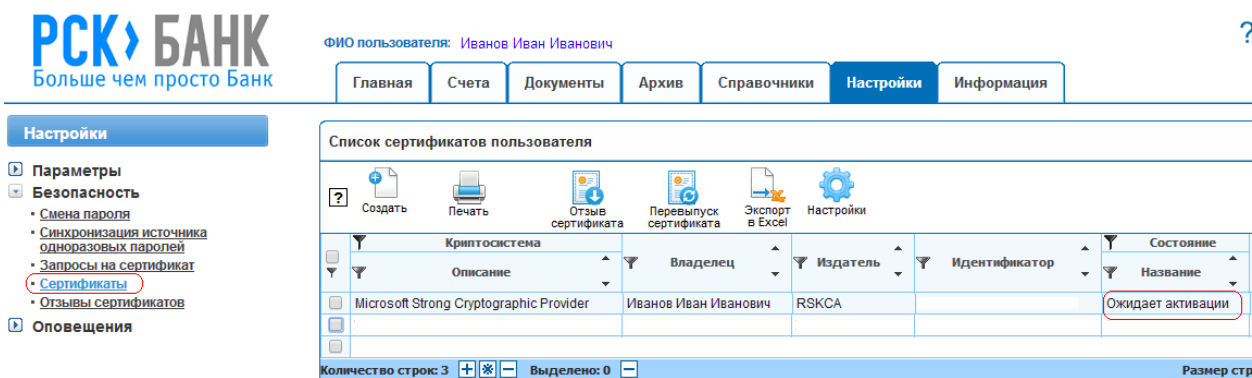 РСК БАНК
Больше чем просто Банк
ФИО пользователя: Иванов Иван Иванович
?
Главная Счета Документы Архив Справочники Настройки Информация
Настройки
Параметры
Безопасность
Смена пароля
Синхронизация источника
одноразовых паролей
Запросы на сертификат
Сертификаты
Отзывы сертификатов
Оповещения
Список сертификатов пользователя
?
Создать
Печать
Отзыв
сертификата
Перевыпуск
сертификата
Экспорт
в Excel
Настройки
Криптосистема
Описание
Владелец
Издатель
Идентификатор
Состояние
Название
Microsoft Strong Cryptographic Provider Иванов Иван Иванович RSKCA Ожидает активации
Количество строк: 3 Выделено: 0 Размер стр